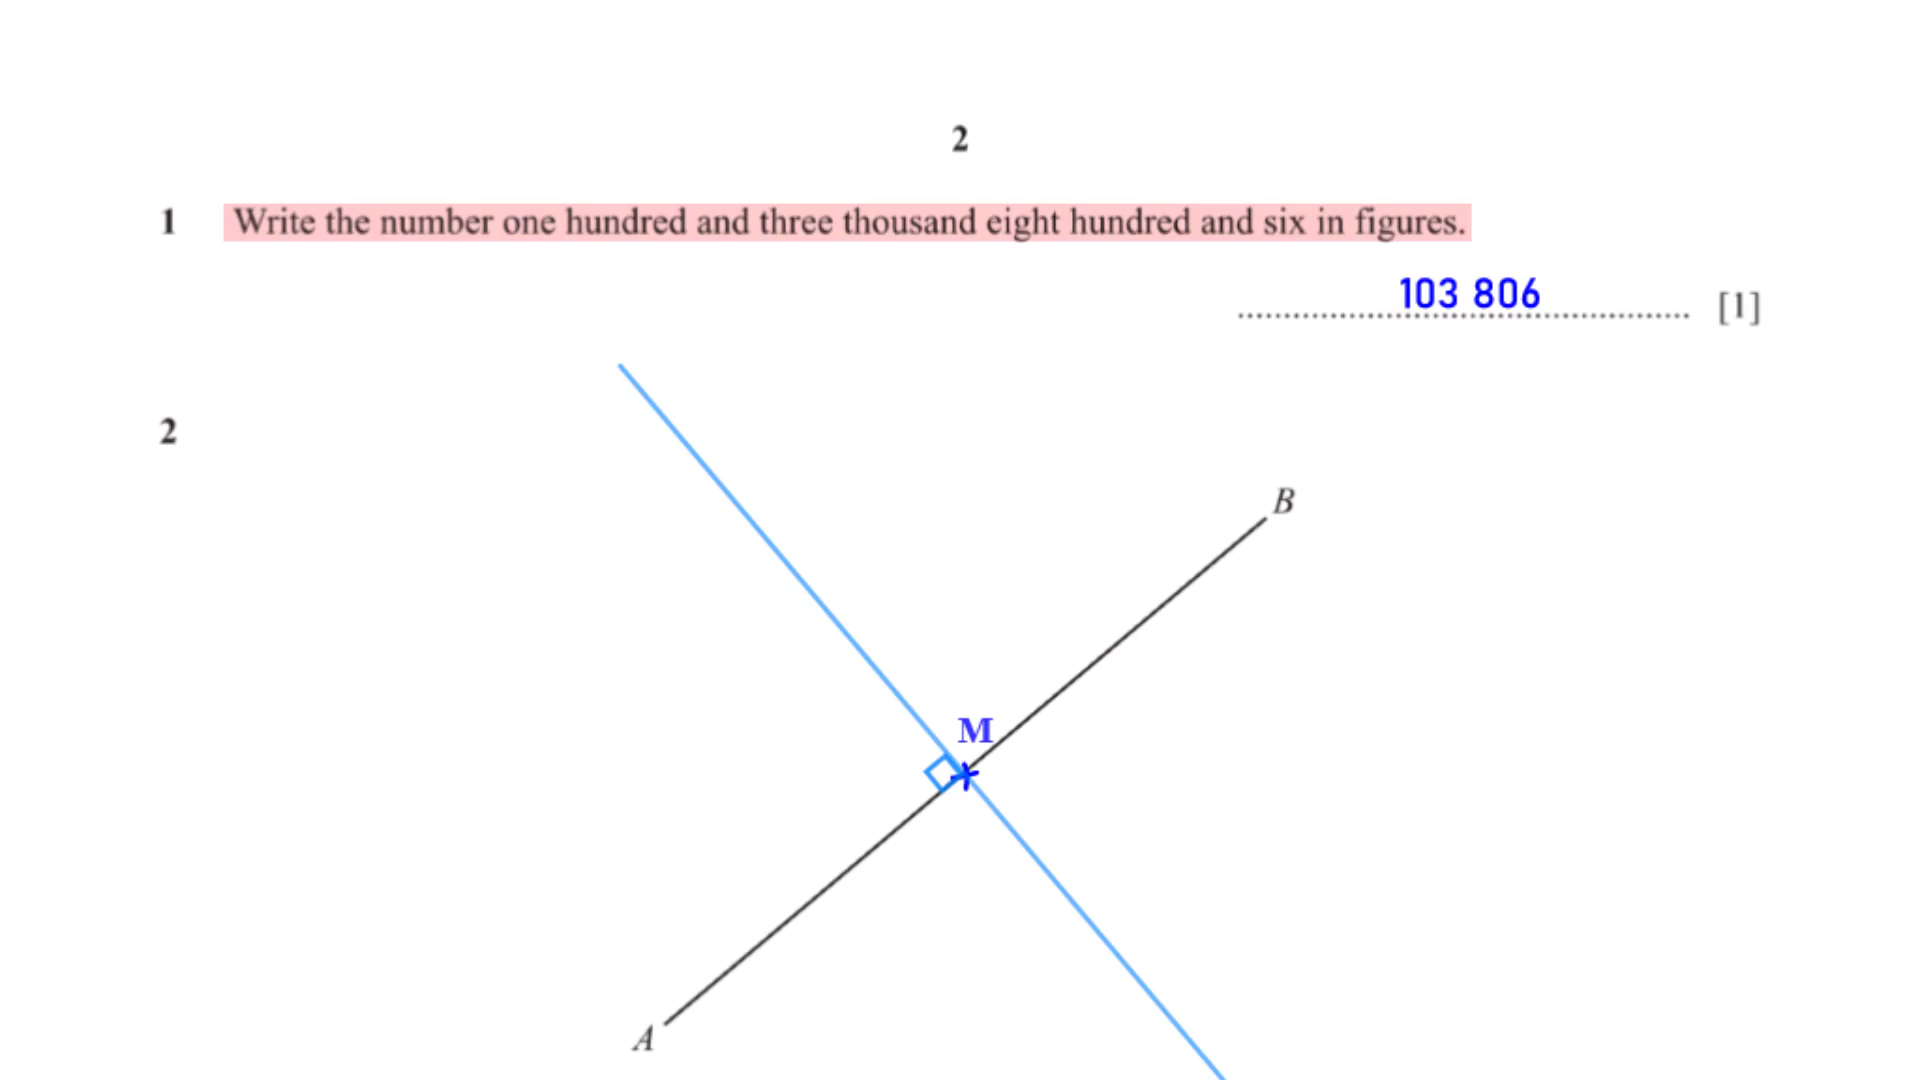 2
1 Write the number one hundred and three thousand eight hundred and six in figures.
103 806 [1]
2
B
M
A